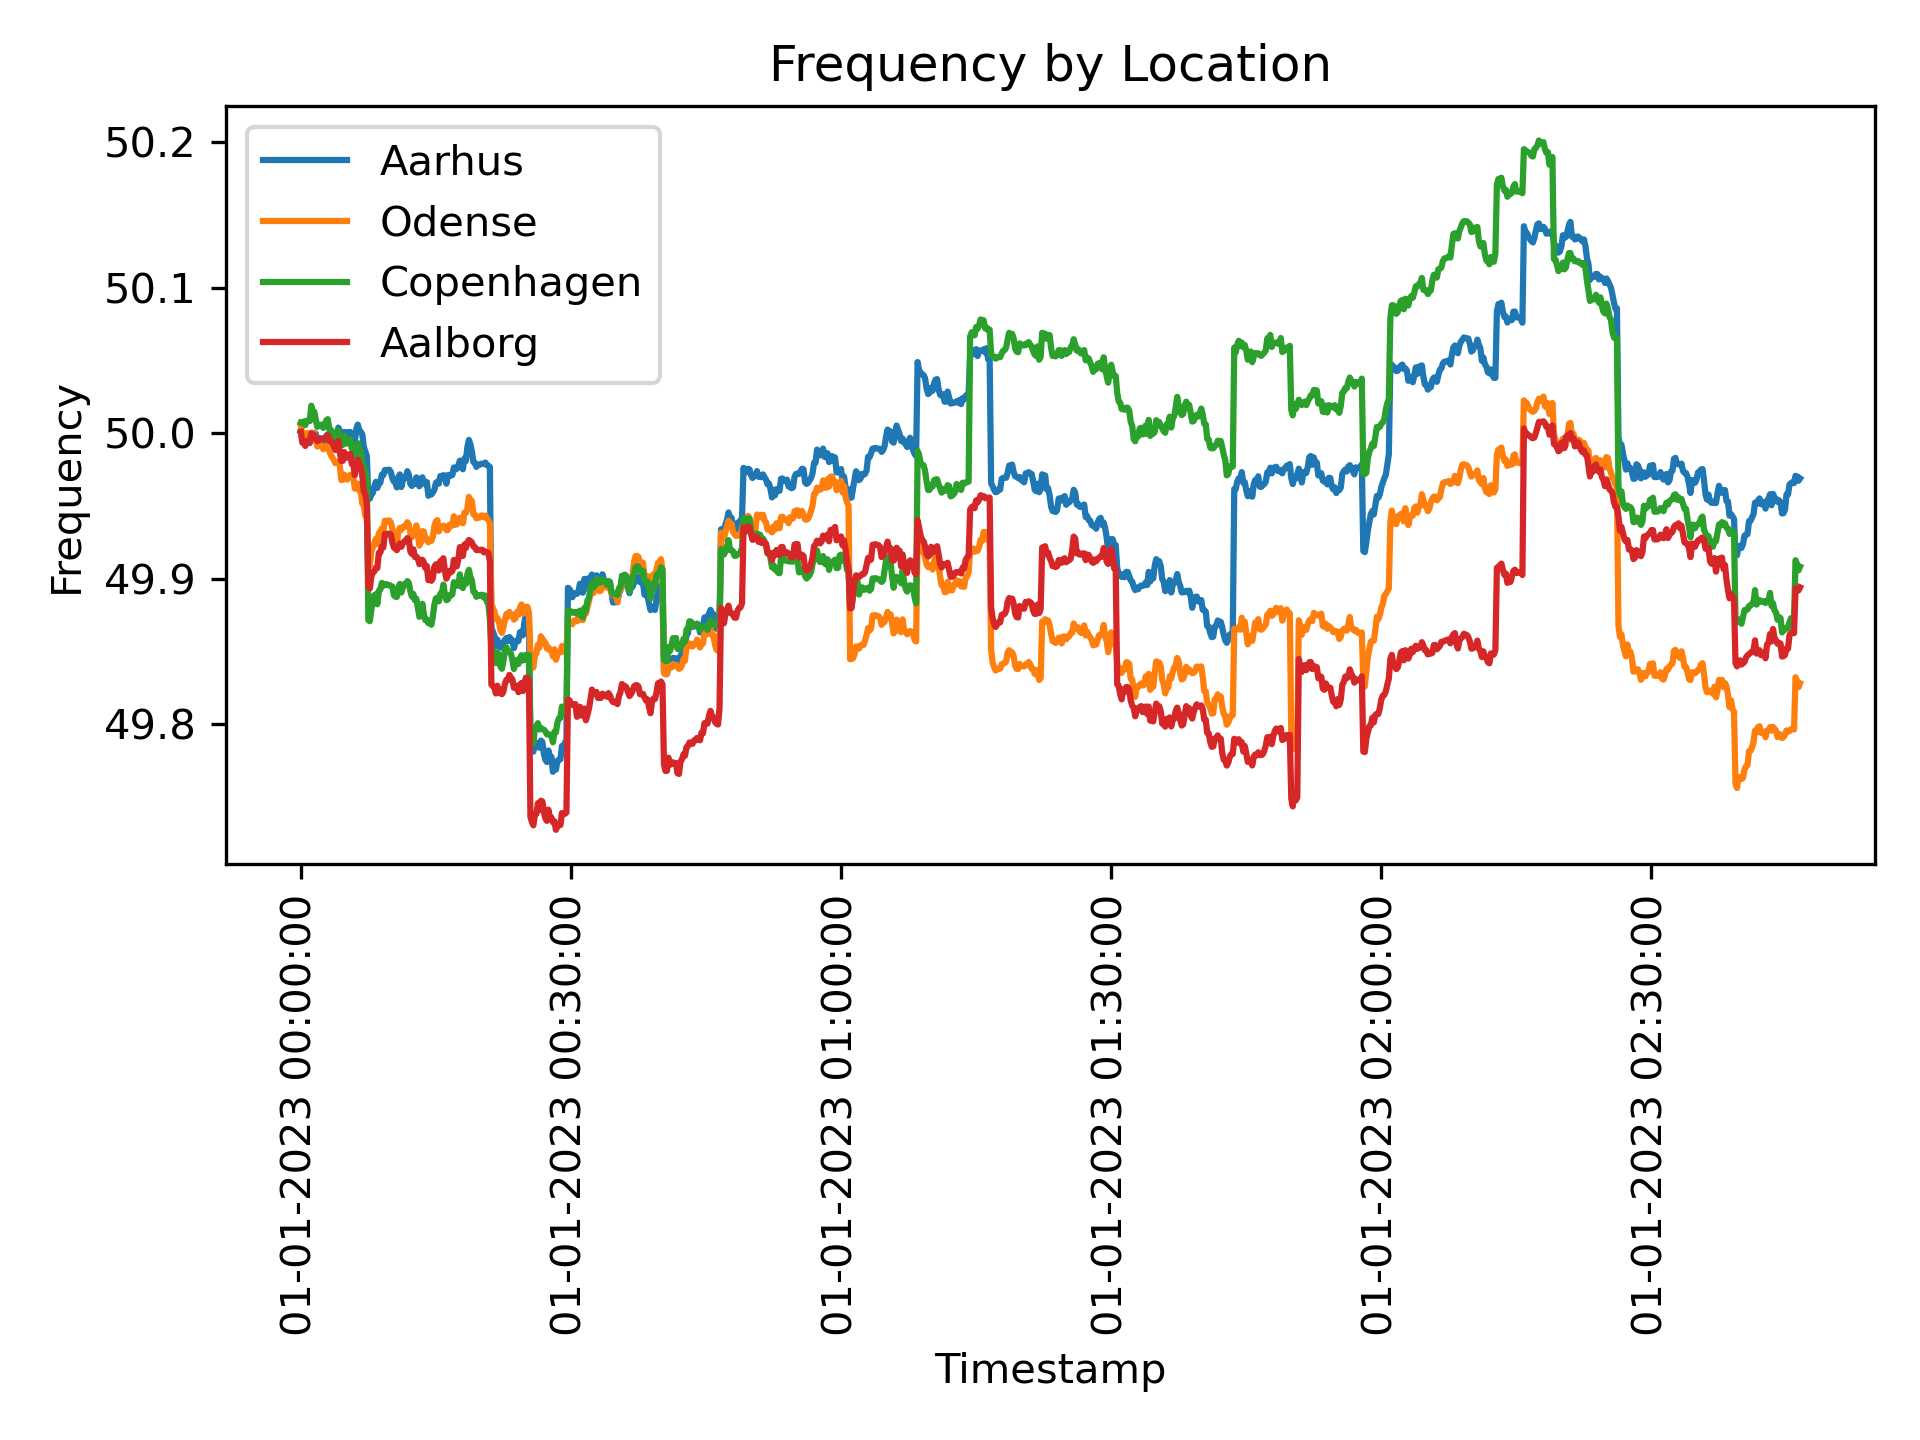 Frequency by Location
Aarhus
Odense
Copenhagen
Aalborg
50.2
50.1
50.0
49.9
49.8
Frequency
01-01-2023 00:00:00
01-01-2023 00:30:00
01-01-2023 01:00:00
01-01-2023 01:30:00
01-01-2023 02:00:00
01-01-2023 02:30:00
Timestamp